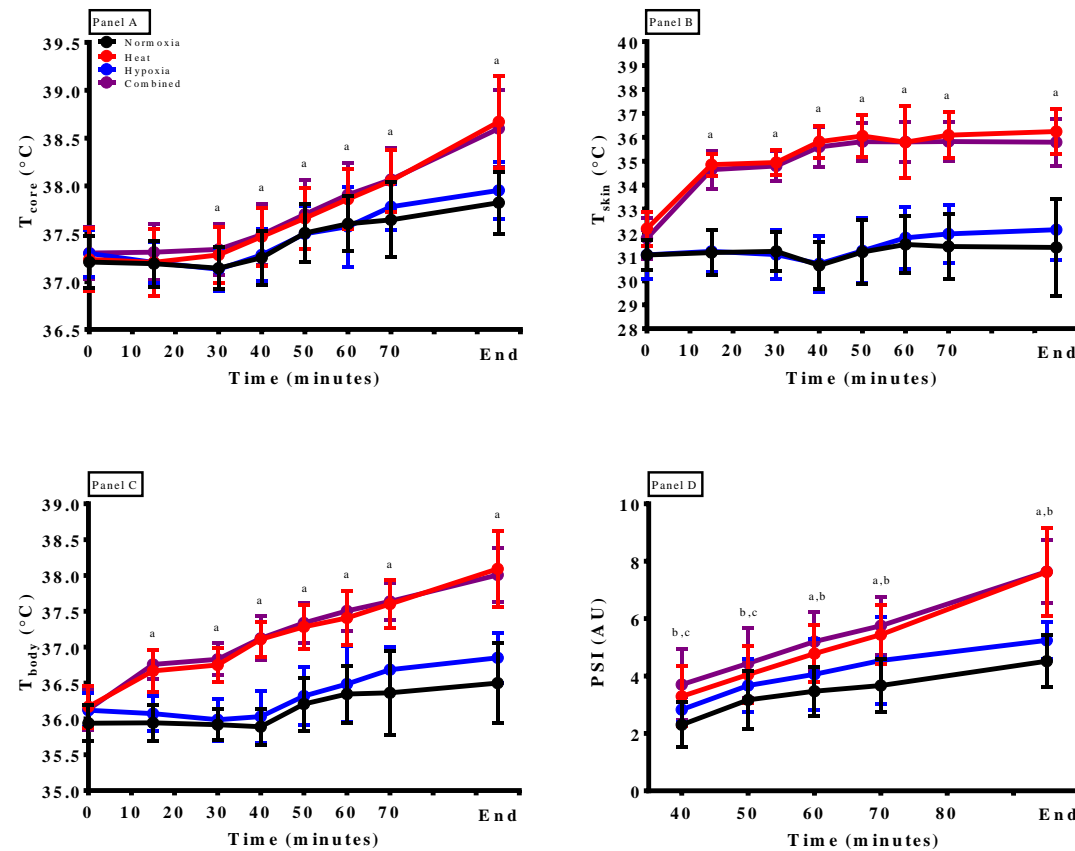 Panel A
Normoxia
Heat
Hypoxia
Combined
39.5
39.0
38.5
38.0
37.5
37.0
36.5
T core (°C)
a
a
a
a
a
a
0 10 20 30 40 50 60 70 End
Time (minutes)
Panel B
40
39
38
37
36
35
34
33
32
31
30
29
28
T skin (°C)
a
a
a
a
a
a
a
0 10 20 30 40 50 60 70 End
Time (minutes)
Panel C
39.0
38.5
38.0
37.5
37.0
36.5
36.0
35.5
35.0
T body (°C)
a
a
a
a
a
a
a
0 10 20 30 40 50 60 70 End
Time (minutes)
Panel D
10
8
6
4
2
0
PSI (AU)
b,c
b,c
a,b
a,b
a,b
40 50 60 70 80 End
Time (minutes)